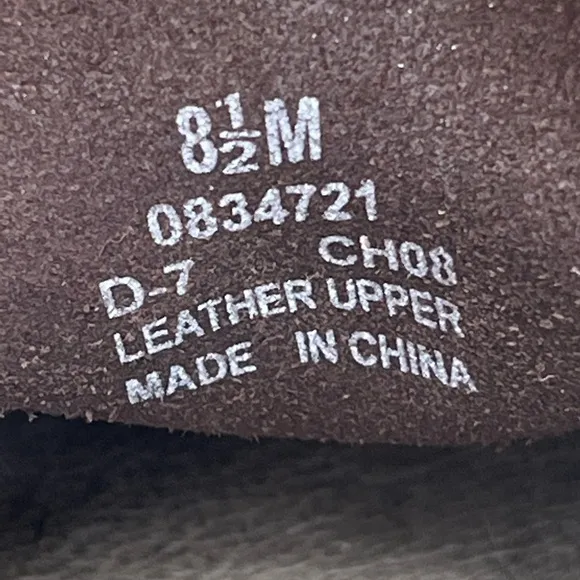 8½M
0834721
D-7 CH08
LEATHER UPPER
MADE IN CHINA